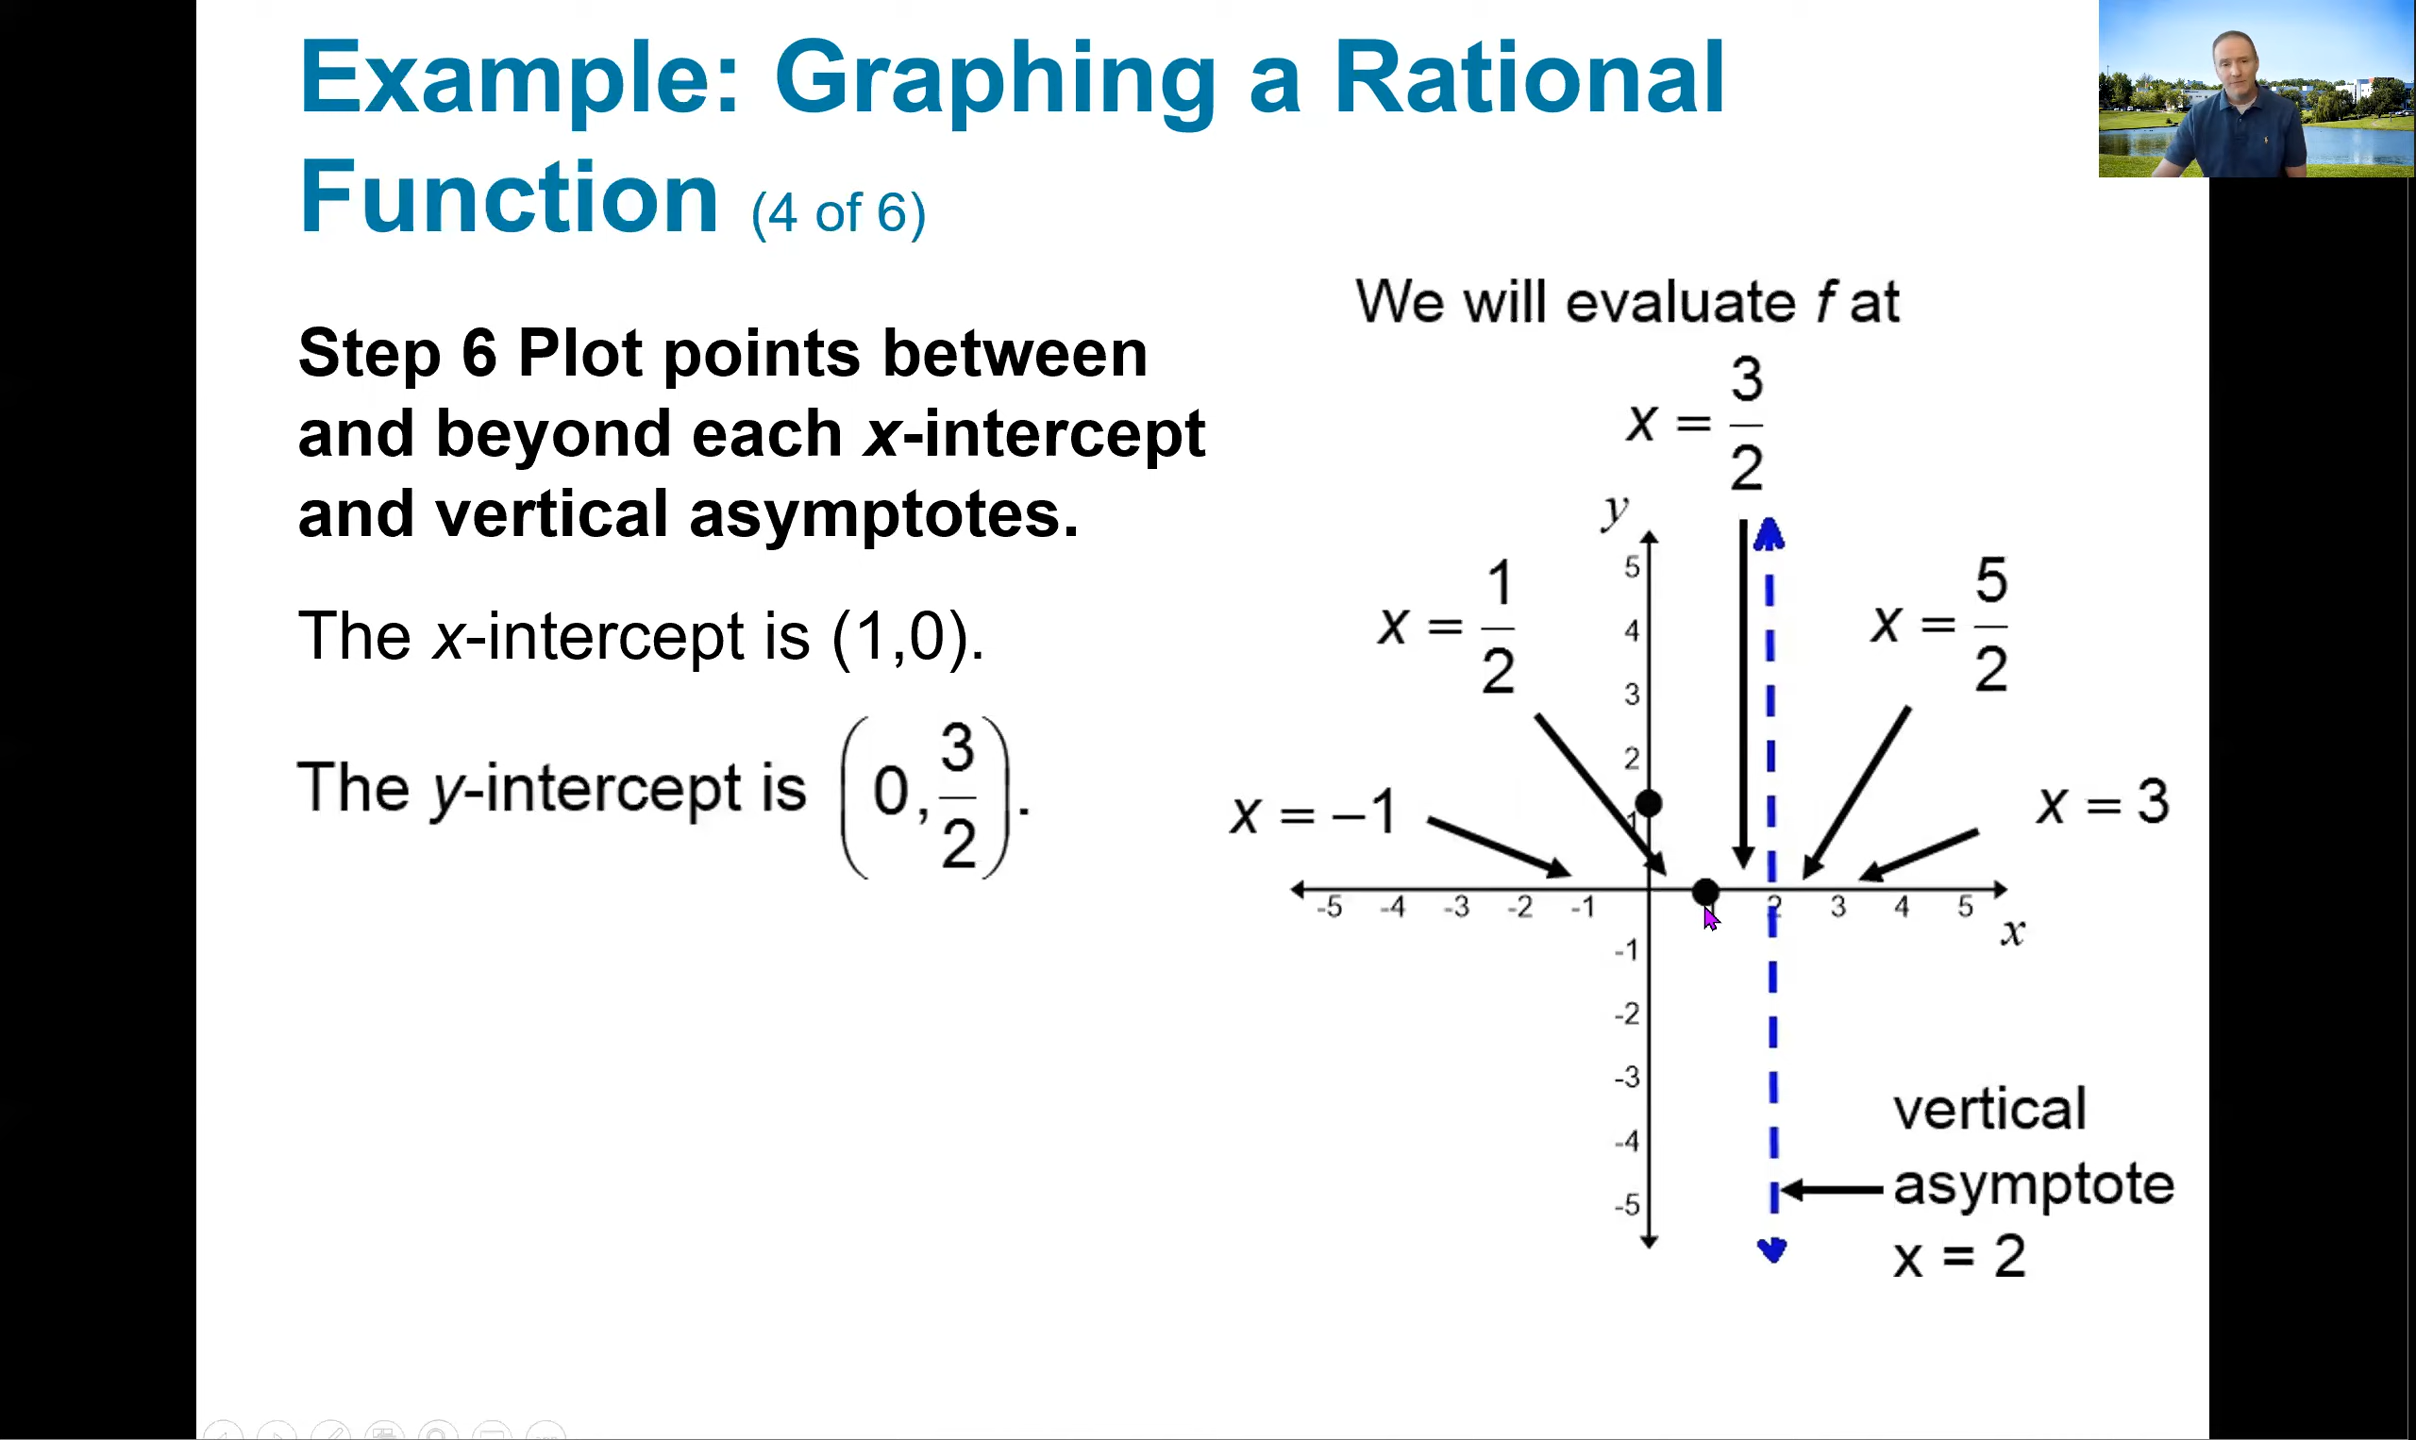 Example: Graphing a Rational
Function (4 of 6)
Step 6 Plot points between
and beyond each x-intercept
and vertical asymptotes.
The x-intercept is (1,0).
The y-intercept is (0, 3/2).
We will evaluate f at
x = 3/2
y
x = 1/2
x = 5/2
x = –1
x = 3
5
4
3
2
1
-5 -4 -3 -2 -1 1 2 3 4 5
x
-1
-2
-3
-4
-5
vertical
asymptote
x = 2